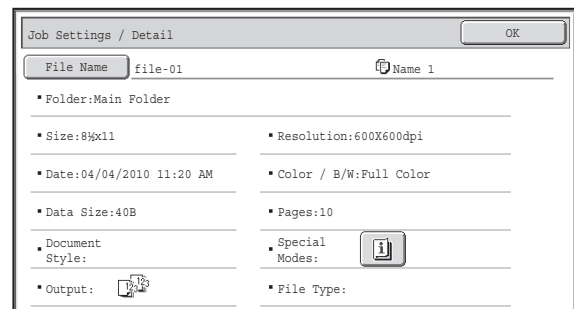 Job Settings / Detail
OK
File Name
file-01
Name 1
Folder:Main Folder
Size:8½x11
Resolution:600X600dpi
Date:04/04/2010 11:20 AM
Color / B/W:Full Color
Data Size:40B
Pages:10
Document
Style:
Special
Modes:
Output:
123
123
File Type: